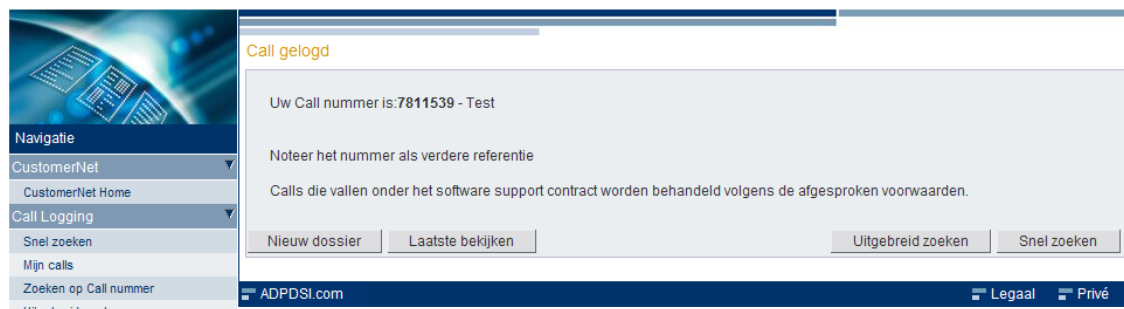 Call gelogd
Uw Call nummer is:7811539 - Test
Noteer het nummer als verdere referentie
Calls die vallen onder het software support contract worden behandeld volgens de afgesproken voorwaarden.
Nieuw dossier Laatste bekijken Uitgebreid zoeken Snel zoeken
Navigatie
CustomerNet
CustomerNet Home
Call Logging
Snel zoeken
Mijn calls
Zoeken op Call nummer
ADPDSI.com Legaal Privé